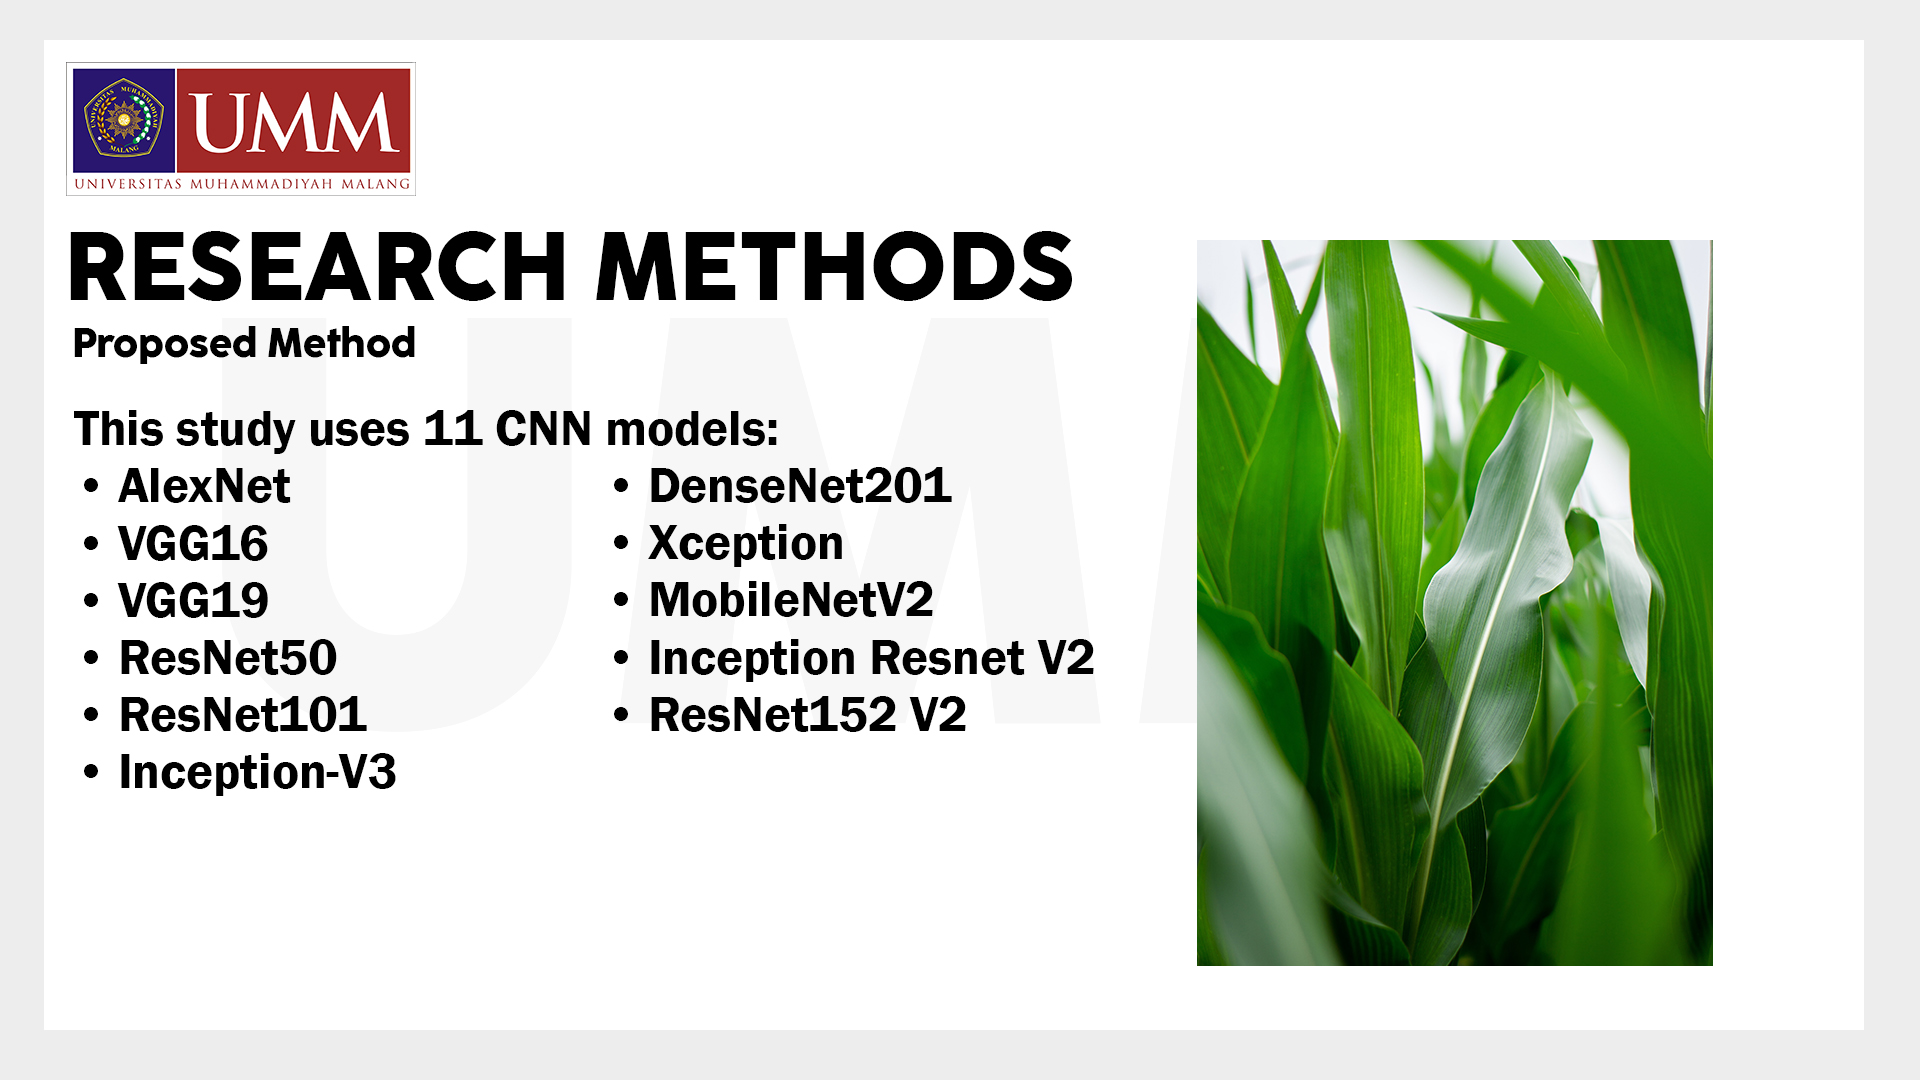 UNIVERSITAS MUHAMMADIYAH
MALANG
UMM
UNIVERSITAS MUHAMMADIYAH MALANG
RESEARCH METHODS
Proposed Method
This study uses 11 CNN models:
• AlexNet
• VGG16
• VGG19
• ResNet50
• ResNet101
• Inception-V3
• DenseNet201
• Xception
• MobileNetV2
• Inception Resnet V2
• ResNet152 V2
UM